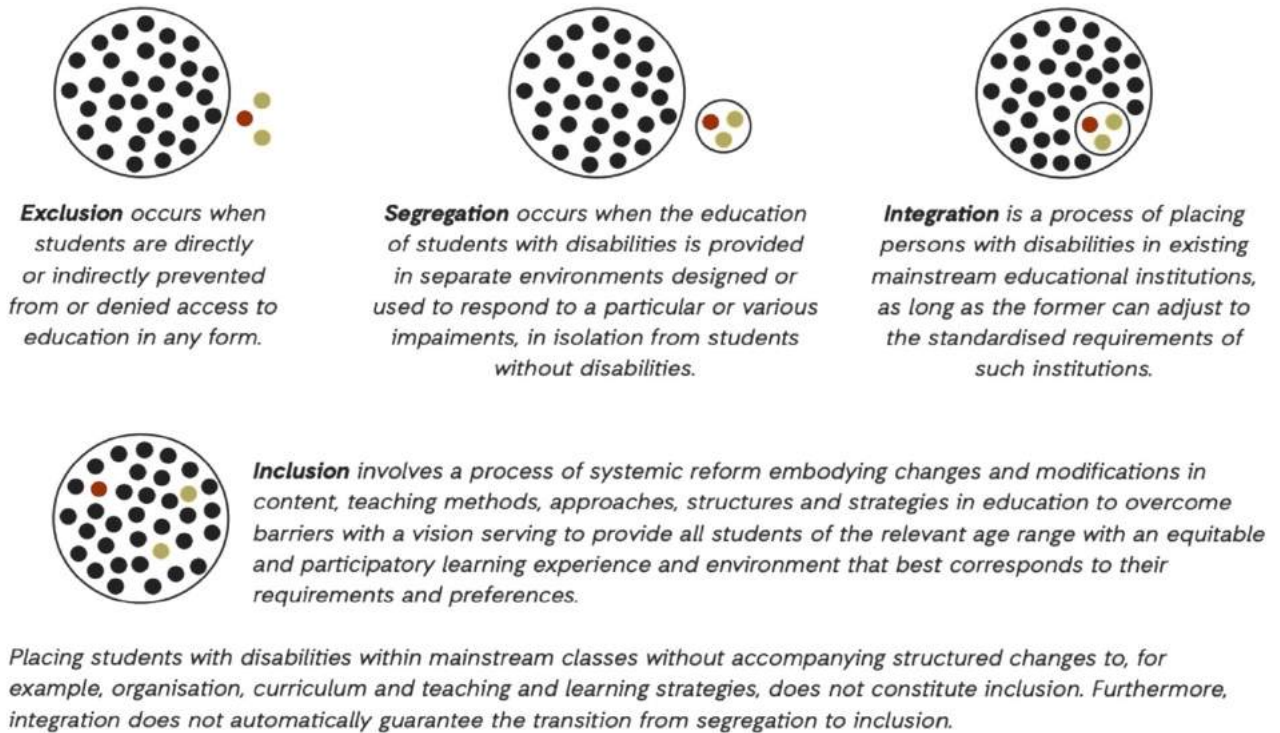 Exclusion occurs when
students are directly
or indirectly prevented
from or denied access to
education in any form.
Segregation occurs when the education
of students with disabilities is provided
in separate environments designed or
used to respond to a particular or various
impaiments, in isolation from students
without disabilities.
Integration is a process of placing
persons with disabilities in existing
mainstream educational institutions,
as long as the former can adjust to
the standardised requirements of
such institutions.
Inclusion involves a process of systemic reform embodying changes and modifications in
content, teaching methods, approaches, structures and strategies in education to overcome
barriers with a vision serving to provide all students of the relevant age range with an equitable
and participatory learning experience and environment that best corresponds to their
requirements and preferences.
Placing students with disabilities within mainstream classes without accompanying structured changes to, for
example, organisation, curriculum and teaching and learning strategies, does not constitute inclusion. Furthermore,
integration does not automatically guarantee the transition from segregation to inclusion.